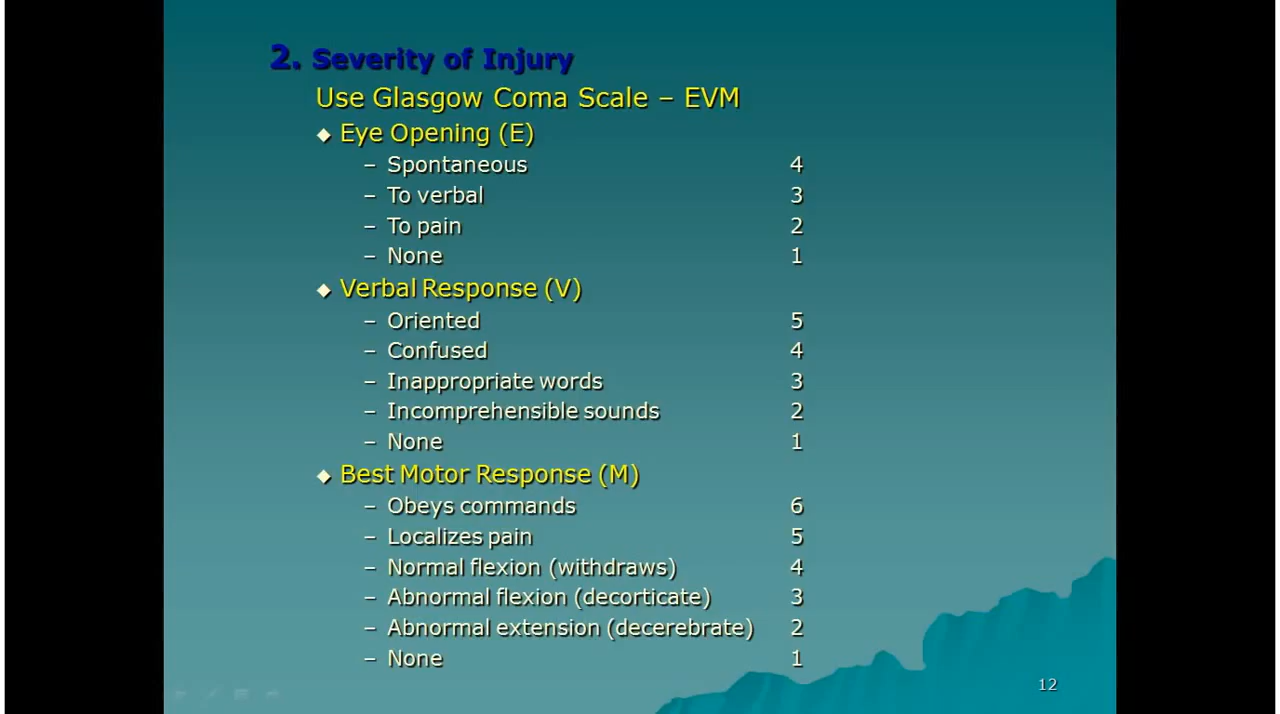 2. Severity of Injury
Use Glasgow Coma Scale – EVM
◆ Eye Opening (E)
– Spontaneous 4
– To verbal 3
– To pain 2
– None 1
◆ Verbal Response (V)
– Oriented 5
– Confused 4
– Inappropriate words 3
– Incomprehensible sounds 2
– None 1
◆ Best Motor Response (M)
– Obeys commands 6
– Localizes pain 5
– Normal flexion (withdraws) 4
– Abnormal flexion (decorticate) 3
– Abnormal extension (decerebrate) 2
– None 1
12